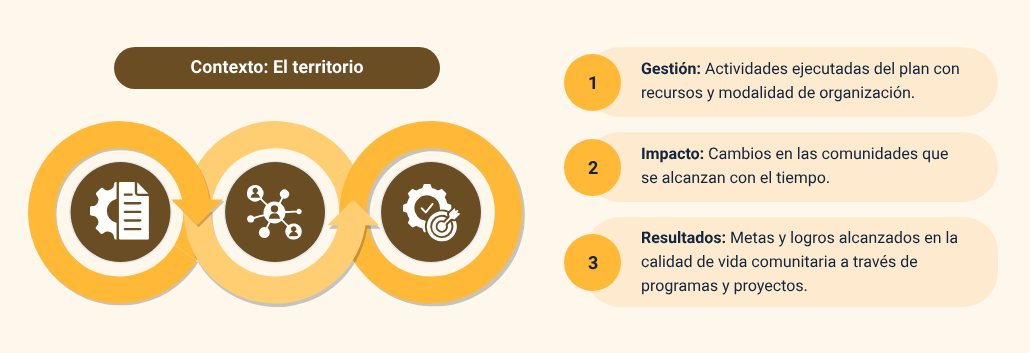 Contexto: El territorio
1
Gestión: Actividades ejecutadas del plan con
recursos y modalidad de organización.
2
Impacto: Cambios en las comunidades que
se alcanzan con el tiempo.
3
Resultados: Metas y logros alcanzados en la
calidad de vida comunitaria a través de
programas y proyectos.